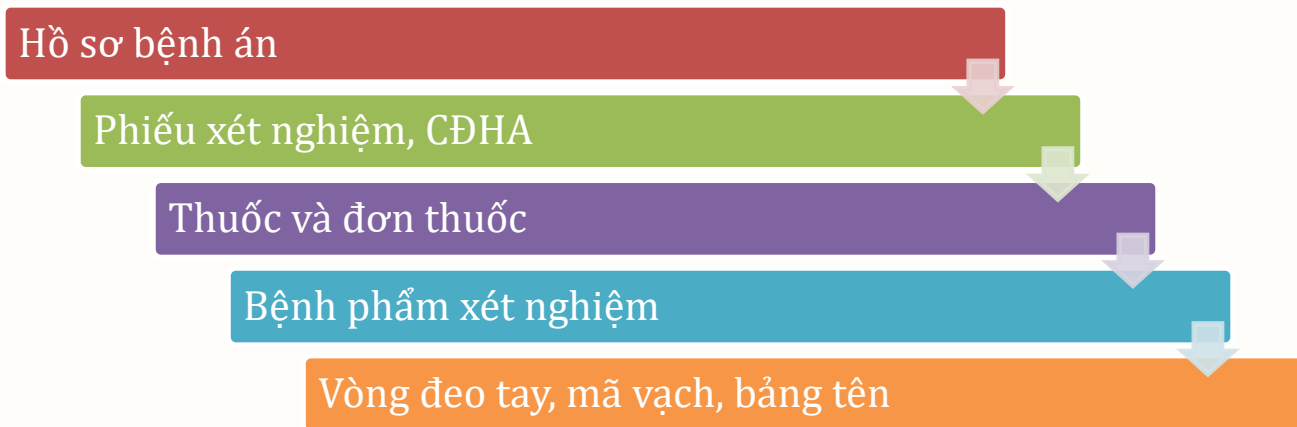 Hồ sơ bệnh án
Phiếu xét nghiệm, CĐHA
Thuốc và đơn thuốc
Bệnh phẩm xét nghiệm
Vòng đeo tay, mã vạch, bảng tên